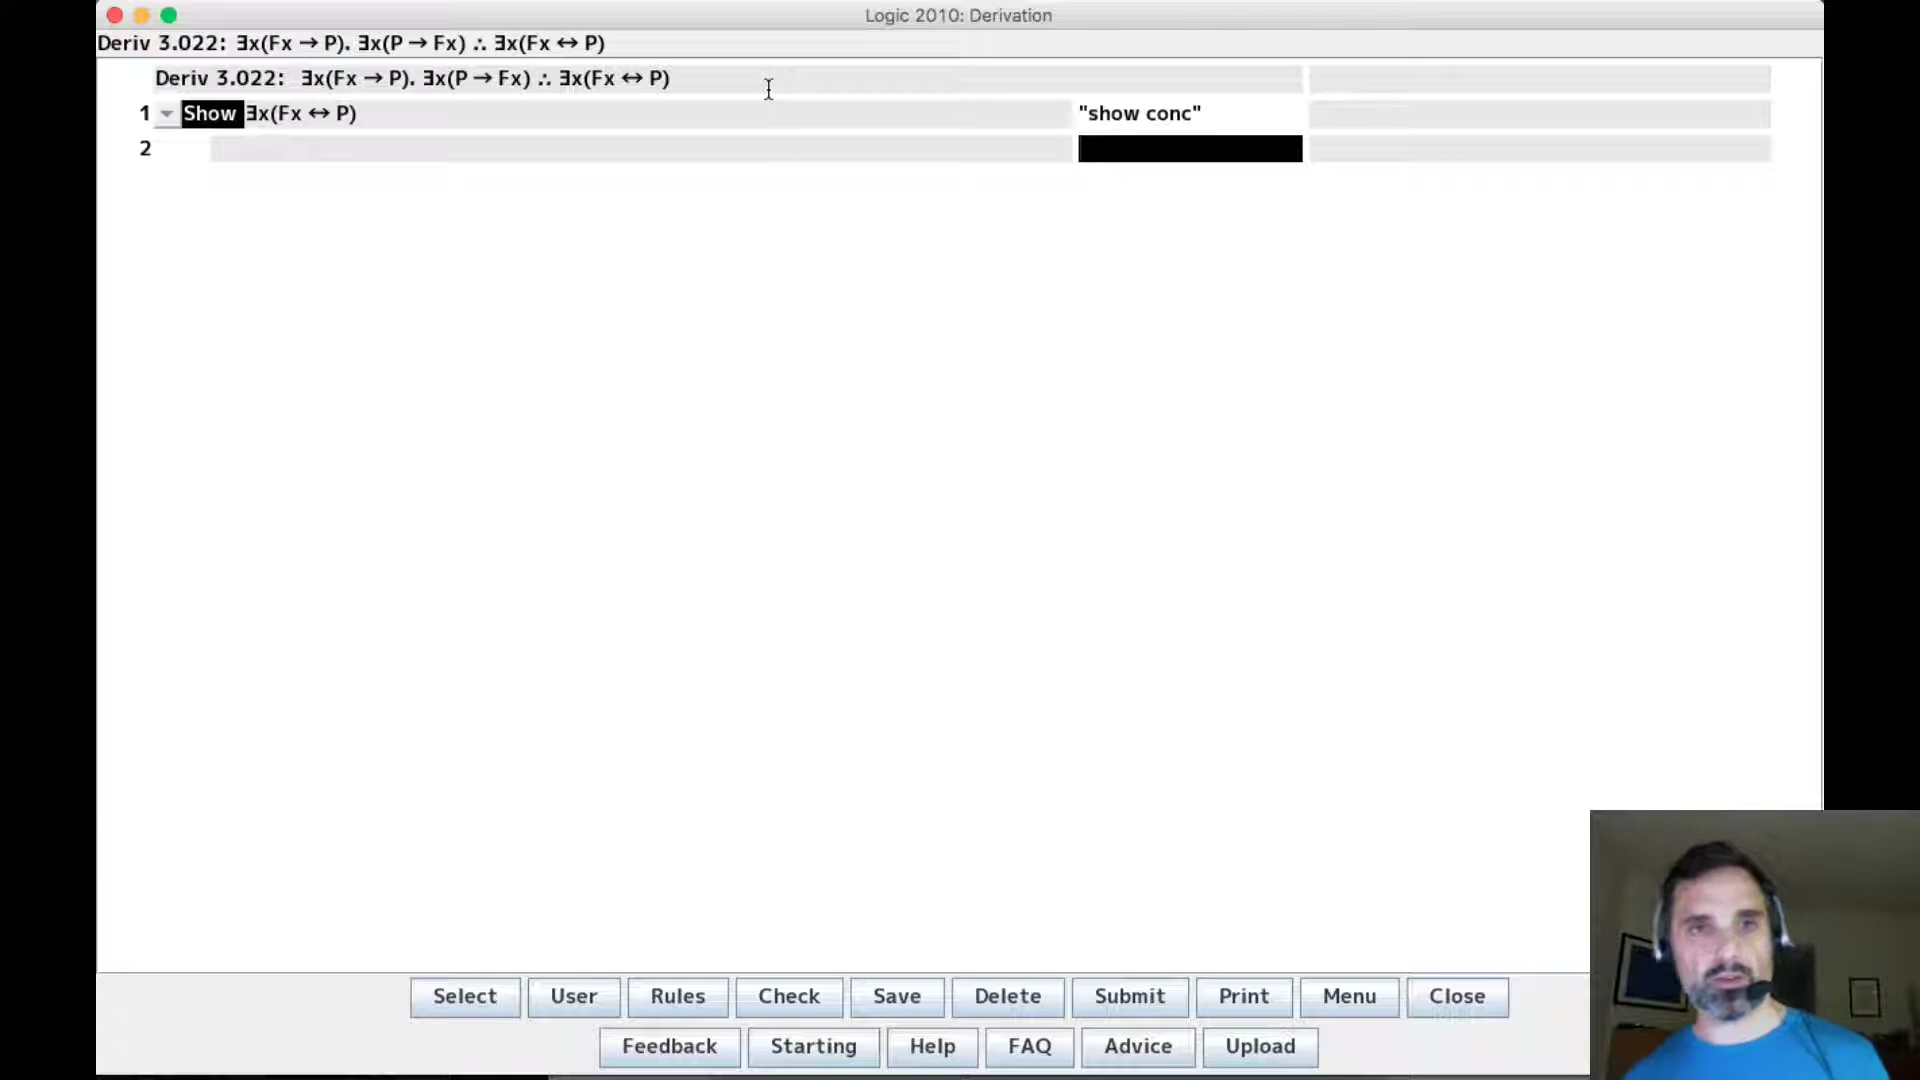 Logic 2010: Derivation
Deriv 3.022: ∃x(Fx → P). ∃x(P → Fx) ∴ ∃x(Fx ↔ P)
Deriv 3.022: ∃x(Fx → P). ∃x(P → Fx) ∴ ∃x(Fx ↔ P)
1 Show ∃x(Fx ↔ P) "show conc"
2
Select User Rules Check Save Delete Submit Print Menu Close
Feedback Starting Help FAQ Advice Upload